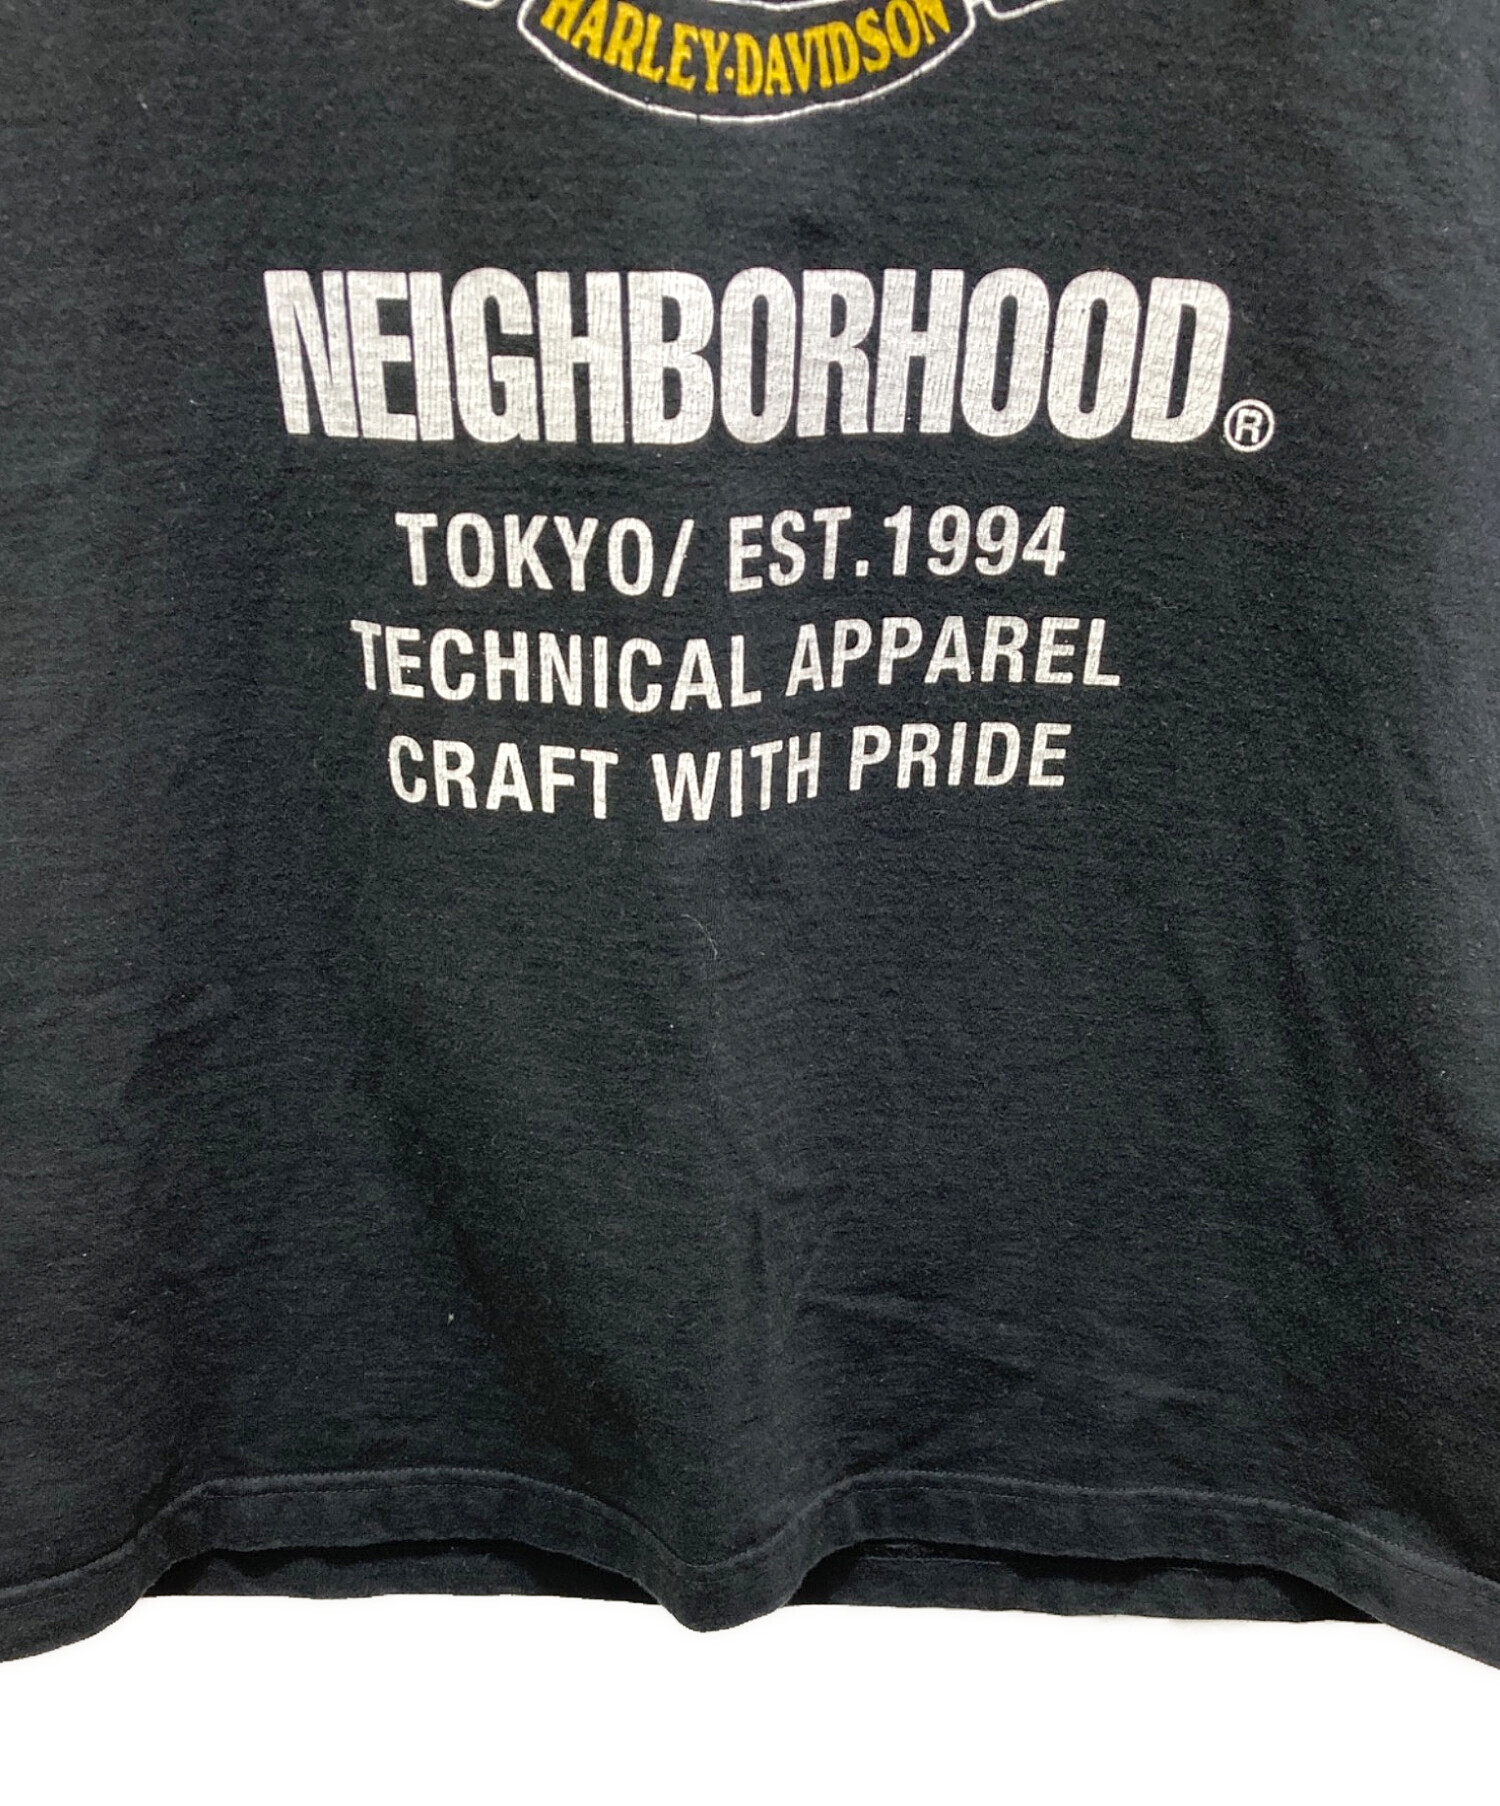 HARLEY-DAVIDSON
NEIGHBORHOOD®
TOKYO/ EST.1994
TECHNICAL APPAREL
CRAFT WITH PRIDE